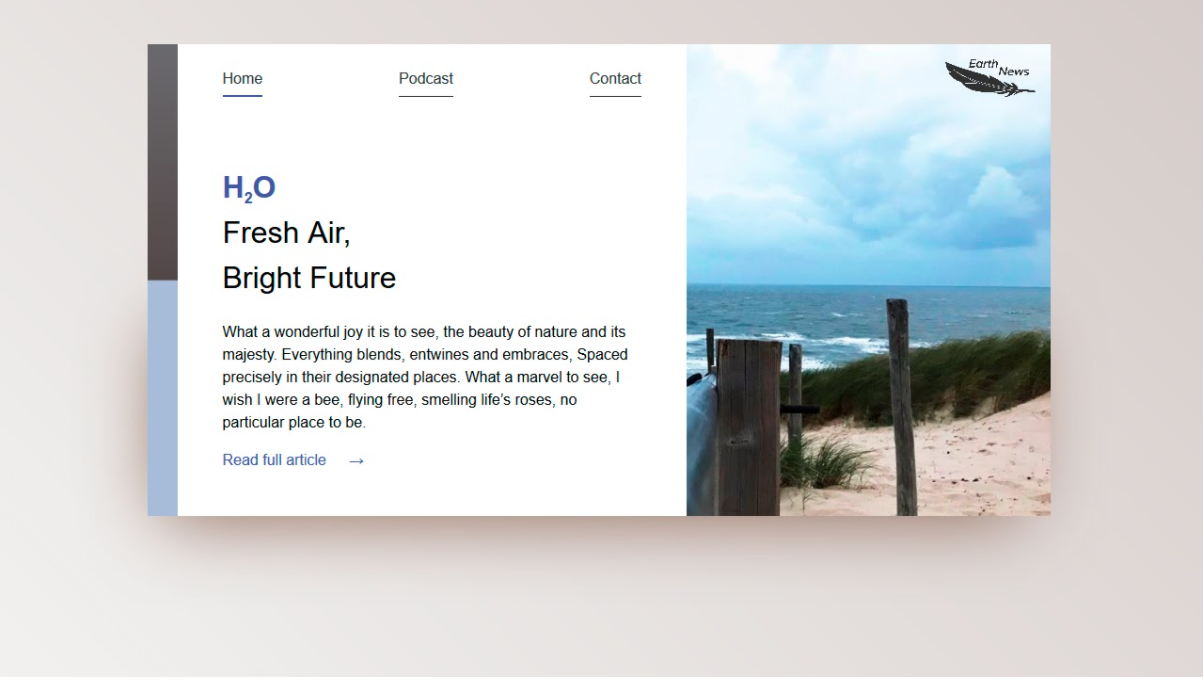 Home
Podcast
Contact
Earth
News
H₂O
Fresh Air,
Bright Future
What a wonderful joy it is to see, the beauty of nature and its
majesty. Everything blends, entwines and embraces, Spaced
precisely in their designated places. What a marvel to see, I
wish I were a bee, flying free, smelling life's roses, no
particular place to be.
Read full article →